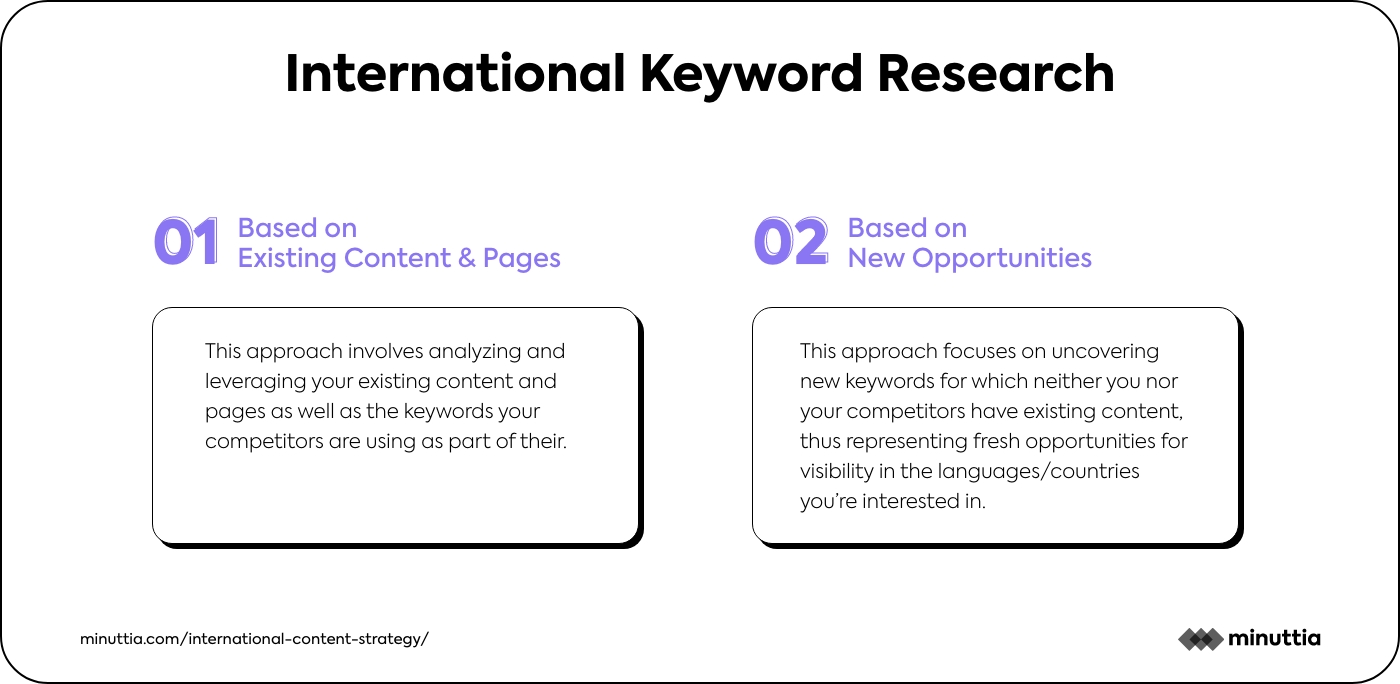 International Keyword Research
01
Based on
Existing Content & Pages
This approach involves analyzing and
leveraging your existing content and
pages as well as the keywords your
competitors are using as part of their.
02
Based on
New Opportunities
This approach focuses on uncovering
new keywords for which neither you nor
your competitors have existing content,
thus representing fresh opportunities for
visibility in the languages/countries
you’re interested in.
minuttia.com/international-content-strategy/
minuttia